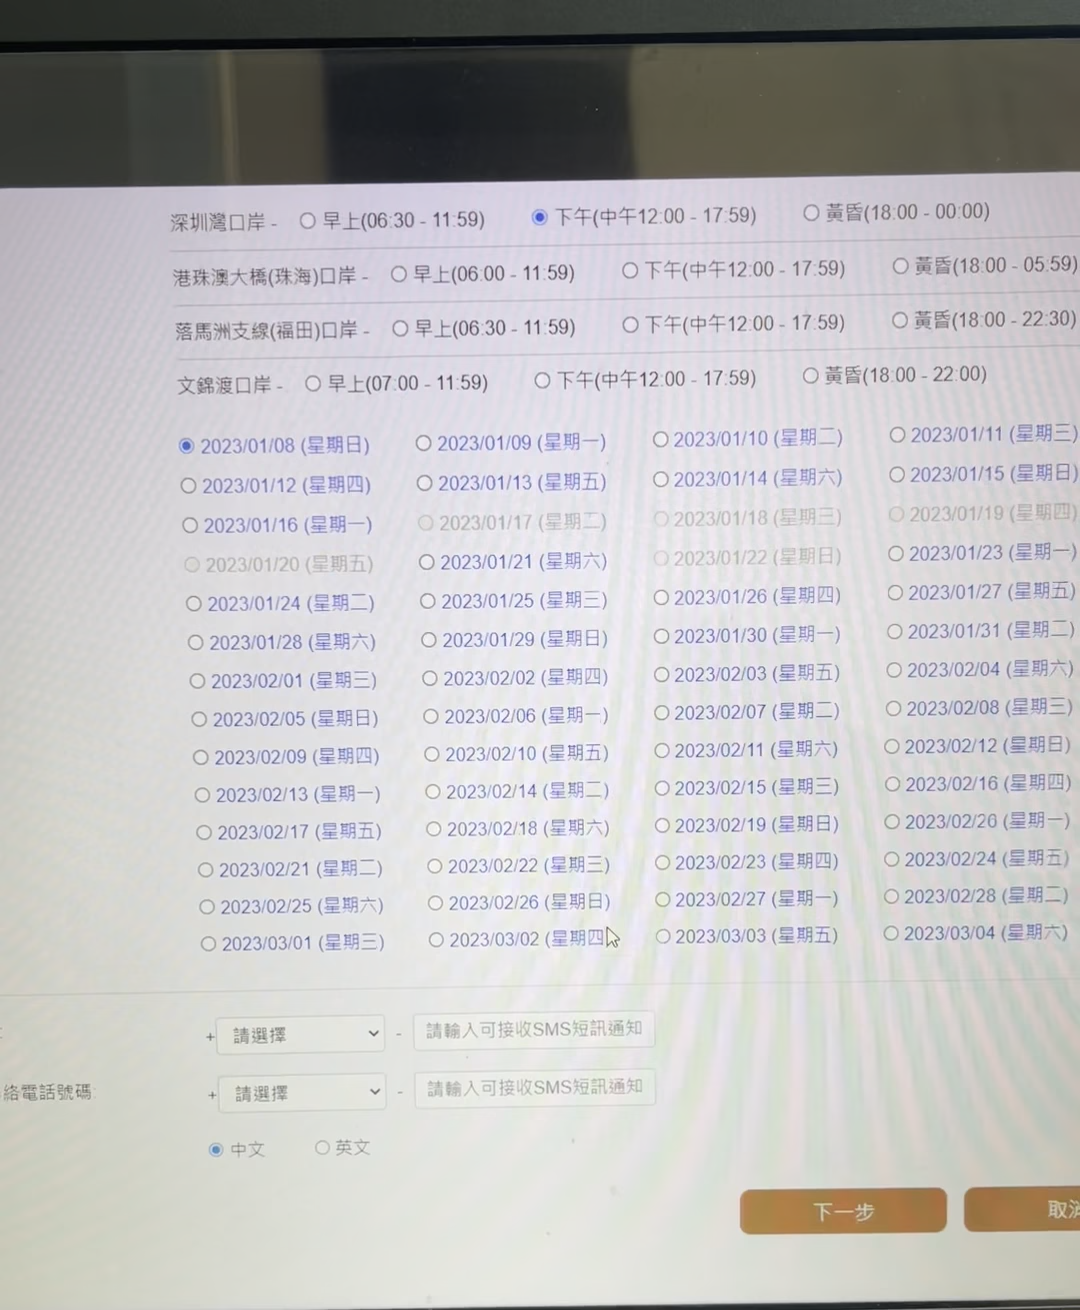 深圳灣口岸 - 早上(06:30 - 11:59) 下午(中午12:00 - 17:59) 黃昏(18:00 - 00:00)
港珠澳大橋(珠海)口岸 - 早上(06:00 - 11:59) 下午(中午12:00 - 17:59) 黃昏(18:00 - 05:59)
落馬洲支線(福田)口岸 - 早上(06:30 - 11:59) 下午(中午12:00 - 17:59) 黃昏(18:00 - 22:30)
文錦渡口岸 - 早上(07:00 - 11:59) 下午(中午12:00 - 17:59) 黃昏(18:00 - 22:00)
2023/01/08 (星期日) 2023/01/09 (星期一) 2023/01/10 (星期二) 2023/01/11 (星期三)
2023/01/12 (星期四) 2023/01/13 (星期五) 2023/01/14 (星期六) 2023/01/15 (星期日)
2023/01/16 (星期一) 2023/01/17 (星期二) 2023/01/18 (星期三) 2023/01/19 (星期四)
2023/01/20 (星期五) 2023/01/21 (星期六) 2023/01/22 (星期日) 2023/01/23 (星期一)
2023/01/24 (星期二) 2023/01/25 (星期三) 2023/01/26 (星期四) 2023/01/27 (星期五)
2023/01/28 (星期六) 2023/01/29 (星期日) 2023/01/30 (星期一) 2023/01/31 (星期二)
2023/02/01 (星期三) 2023/02/02 (星期四) 2023/02/03 (星期五) 2023/02/04 (星期六)
2023/02/05 (星期日) 2023/02/06 (星期一) 2023/02/07 (星期二) 2023/02/08 (星期三)
2023/02/09 (星期四) 2023/02/10 (星期五) 2023/02/11 (星期六) 2023/02/12 (星期日)
2023/02/13 (星期一) 2023/02/14 (星期二) 2023/02/15 (星期三) 2023/02/16 (星期四)
2023/02/17 (星期五) 2023/02/18 (星期六) 2023/02/19 (星期日) 2023/02/20 (星期一)
2023/02/21 (星期二) 2023/02/22 (星期三) 2023/02/23 (星期四) 2023/02/24 (星期五)
2023/02/25 (星期六) 2023/02/26 (星期日) 2023/02/27 (星期一) 2023/02/28 (星期二)
2023/03/01 (星期三) 2023/03/02 (星期四 2023/03/03 (星期五) 2023/03/04 (星期六)
+ 請選擇 - 請輸入可接收SMS短訊通知
絡電話號碼: + 請選擇 - 請輸入可接收SMS短訊通知
中文 英文
下一步 取消